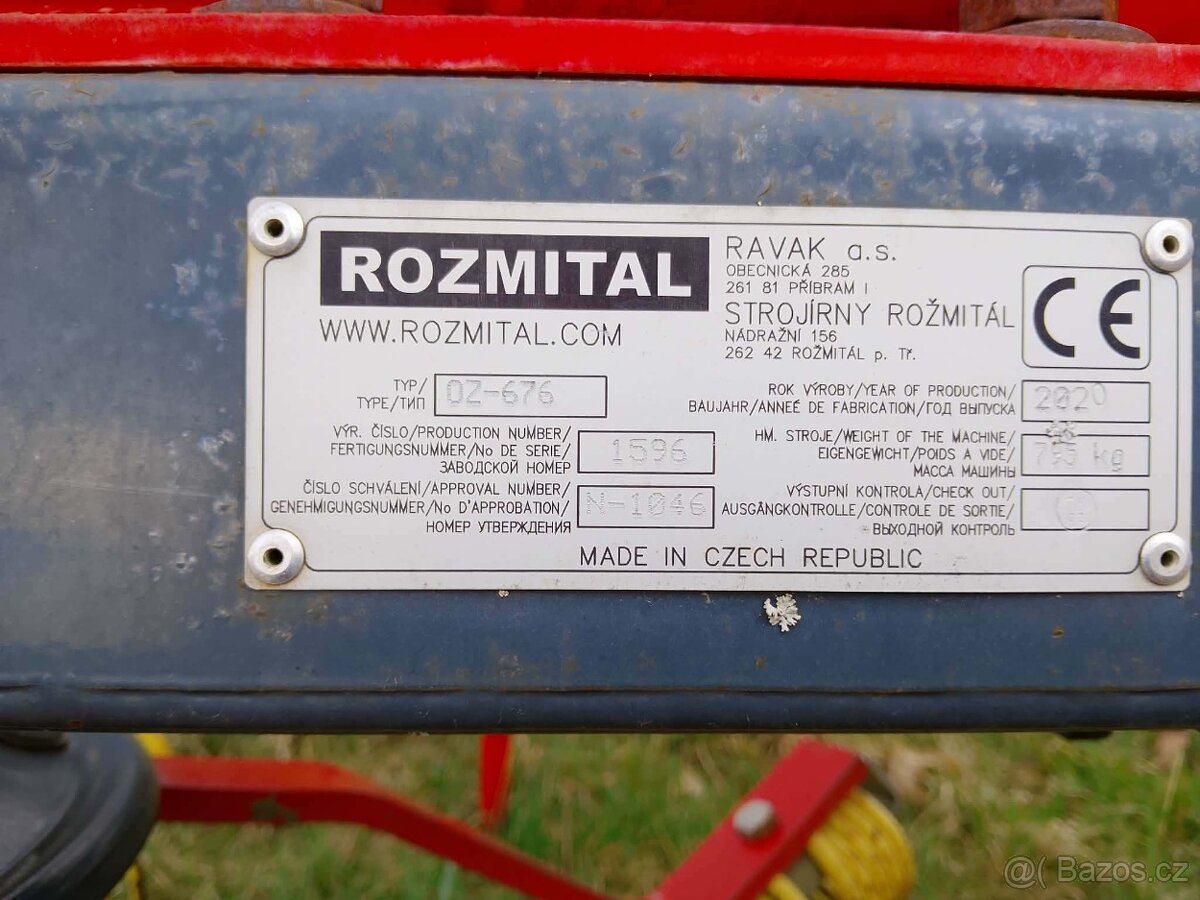 ROZMITAL
WWW.ROZMITAL.COM
RAVAK a.s.
OBECNICKÁ 285
261 81 PŘÍBRAM I
STROJÍRNY ROŽMITÁL
NÁDRAŽNÍ 156
262 42 ROŽMITÁL p. Tř.
CE
TYP/
TYPE/ТИП
OZ-676
VÝR. ČÍSLO/PRODUCTION NUMBER/
FERTIGUNGSNUMMER/No DE SERIE/
ЗАВОДСКОЙ НОМЕР
1596
ČÍSLO SCHVÁLENÍ/APPROVAL NUMBER/
GENEHMIGUNGSNUMMER/No D'APPROBATION/
НОМЕР УТВЕРЖДЕНИЯ
N-1046
ROK VÝROBY/YEAR OF PRODUCTION/
BAUJAHR/ANNEÉ DE FABRICATION/ГОД ВЫПУСКА
2020
HM. STROJE/WEIGHT OF THE MACHINE/
EIGENGEWICHT/POIDS A VIDE/
МАССА МАШИНЫ
kg
VÝSTUPNÍ KONTROLA/CHECK OUT/
AUSGÄNGKONTROLLE/CONTROLE DE SORTIE/
ВЫХОДНОЙ КОНТРОЛЬ
MADE IN CZECH REPUBLIC
@ Bazos.cz